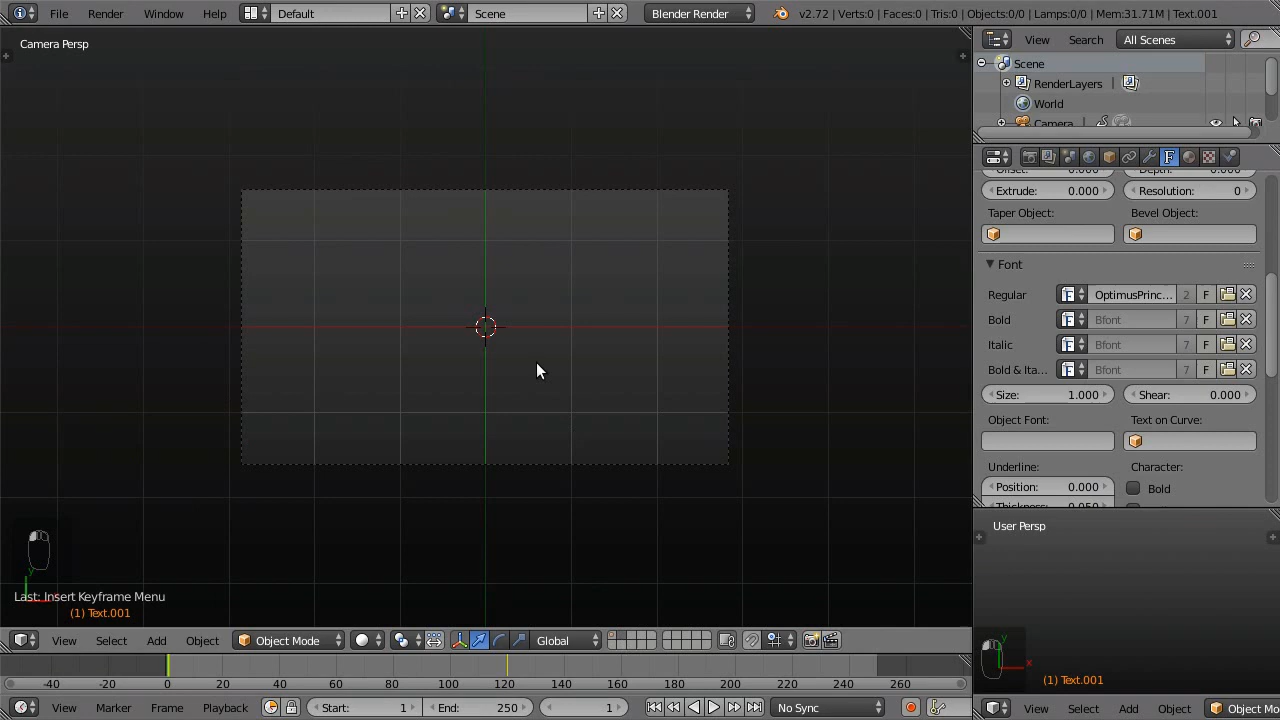 File Render Window Help Default Scene Blender Render v2.72 | Verts:0 | Faces:0 | Tris:0 | Objects:0/0 | Lamps:0/0 | Mem:31.71M | Text.001
Camera Persp
View Search All Scenes
Scene
RenderLayers |
World
Camera |
Extrude: 0.000 Resolution: 0
Taper Object: Bevel Object:
Font
Regular OptimusPrinc... 2 F
Bold Bfont 7 F
Italic Bfont 7 F
Bold & Ita... Bfont 7 F
Size: 1.000 Shear: 0.000
Object Font: Text on Curve:
Underline: Character:
Position: 0.000 Bold
User Persp
y
x
(1) Text.001
y
Last: Insert Keyframe Menu
(1) Text.001
View Select Add Object Object Mode Global
-40 -20 0 20 40 60 80 100 120 140 160 180 200 220 240 260
View Marker Frame Playback Start: 1 End: 250 1 No Sync
View Select Add Object Object Mo